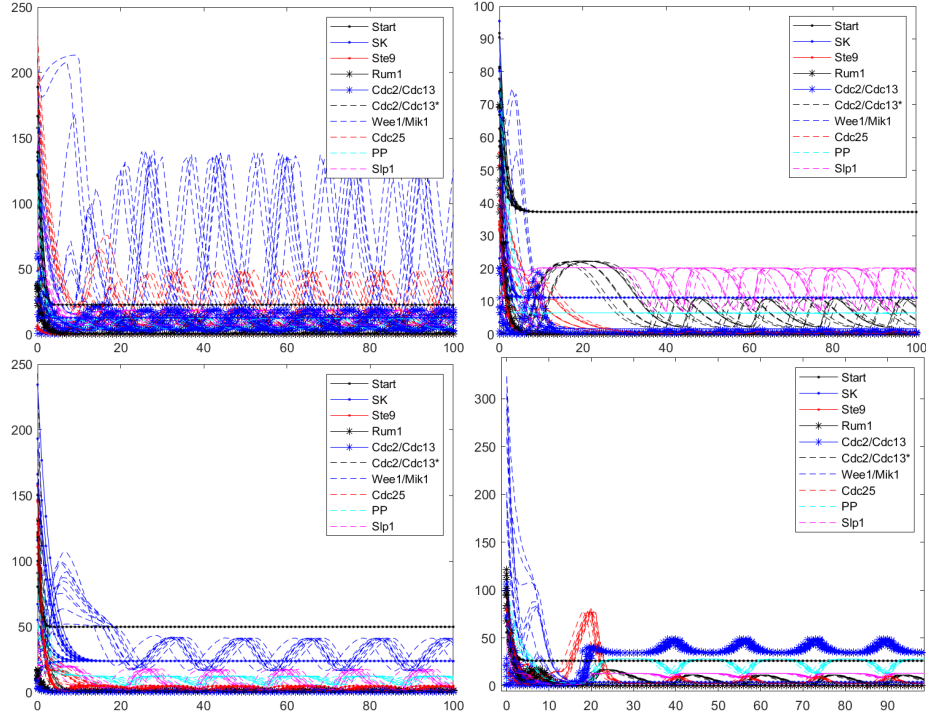 250
200
150
100
50
0
0 20 40 60 80 100
Start
SK
Ste9
Rum1
Cdc2/Cdc13
Cdc2/Cdc13*
Wee1/Mik1
Cdc25
PP
Slp1
100
90
80
70
60
50
40
30
20
10
0
0 20 40 60 80 100
Start
SK
Ste9
Rum1
Cdc2/Cdc13
Cdc2/Cdc13*
Wee1/Mik1
Cdc25
PP
Slp1
250
200
150
100
50
0
0 20 40 60 80 100
Start
SK
Ste9
Rum1
Cdc2/Cdc13
Cdc2/Cdc13*
Wee1/Mik1
Cdc25
PP
Slp1
300
250
200
150
100
50
0
0 10 20 30 40 50 60 70 80 90
Start
SK
Ste9
Rum1
Cdc2/Cdc13
Cdc2/Cdc13*
Wee1/Mik1
Cdc25
PP
Slp1